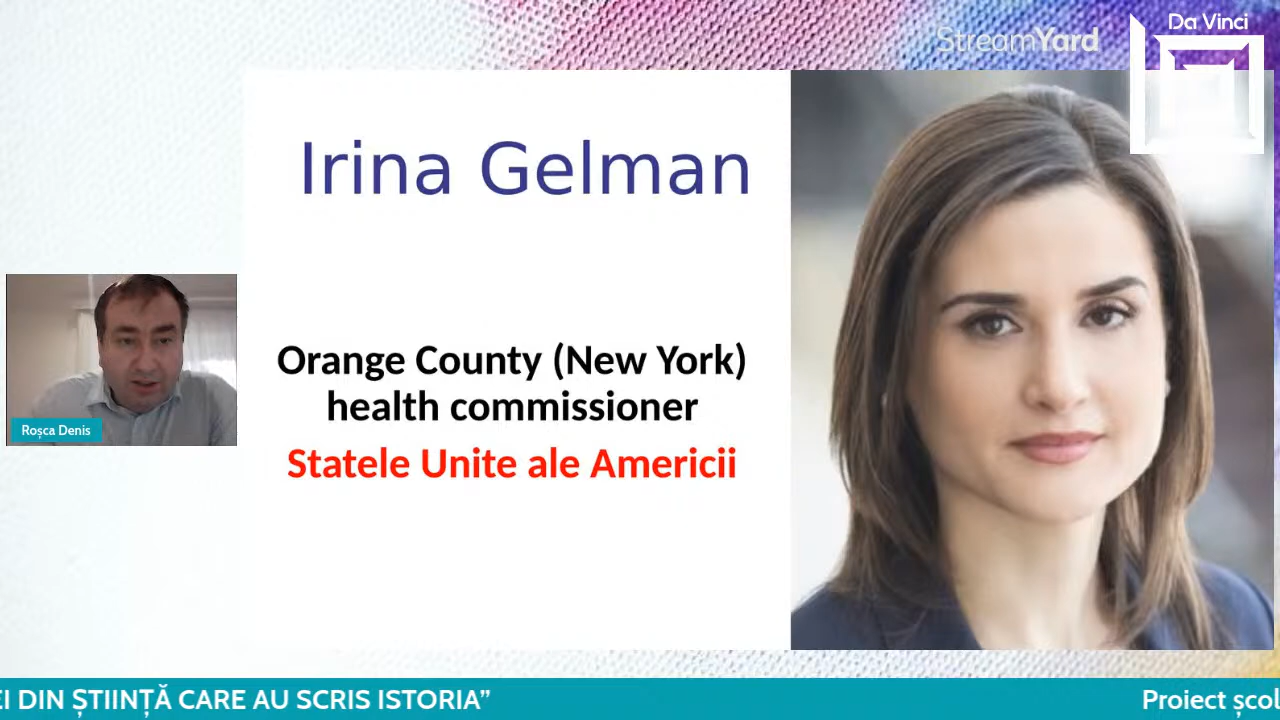 StreamYard
Da Vinci
Irina Gelman
Orange County (New York)
health commissioner
Statele Unite ale Americii
Roșca Denis
EI DIN ȘTIINȚĂ CARE AU SCRIS ISTORIA”
Proiect școl